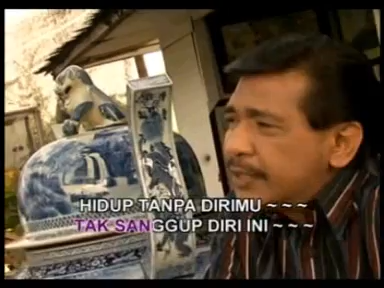 HIDUP TANPA DIRIMU ~ ~ ~
TAK SANGGUP DIRI INI ~ ~ ~